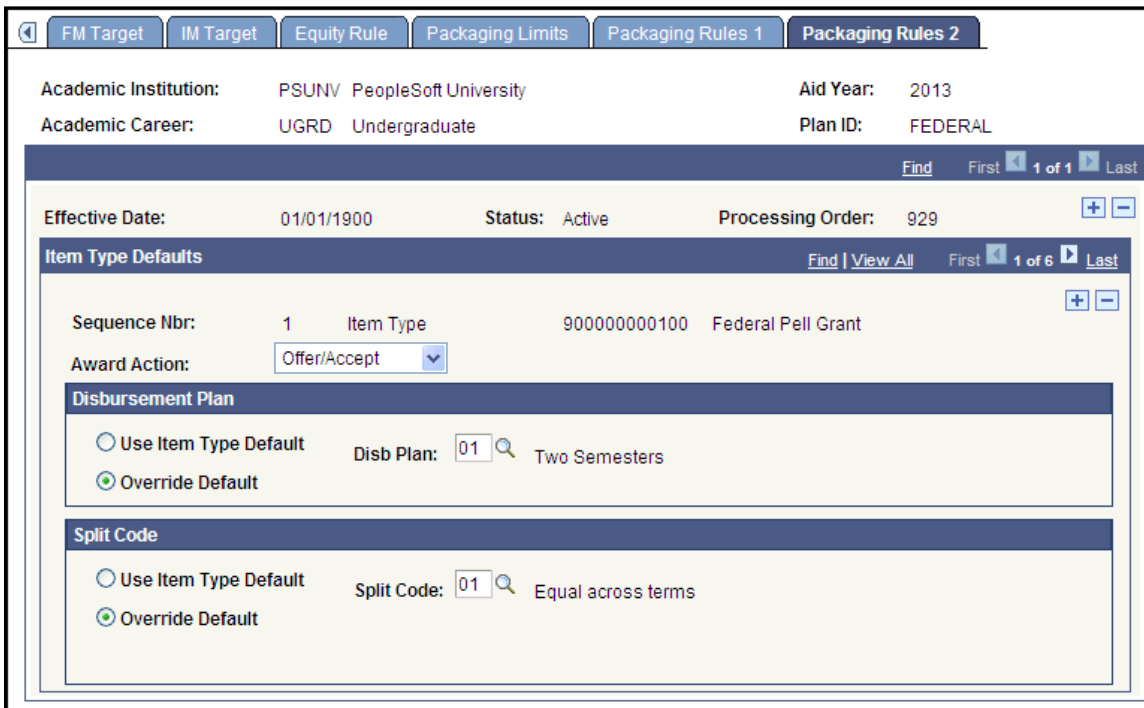 FM Target IM Target Equity Rule Packaging Limits Packaging Rules 1 Packaging Rules 2
Academic Institution: PSUNV PeopleSoft University Aid Year: 2013
Academic Career: UGRD Undergraduate Plan ID: FEDERAL
Find First 1 of 1 Last
Effective Date: 01/01/1900 Status: Active Processing Order: 929
Item Type Defaults Find | View All First 1 of 6 Last
Sequence Nbr: 1 Item Type 900000000100 Federal Pell Grant
Award Action: Offer/Accept
Disbursement Plan
Use Item Type Default Disb Plan: 01 Two Semesters
Override Default
Split Code
Use Item Type Default Split Code: 01 Equal across terms
Override Default